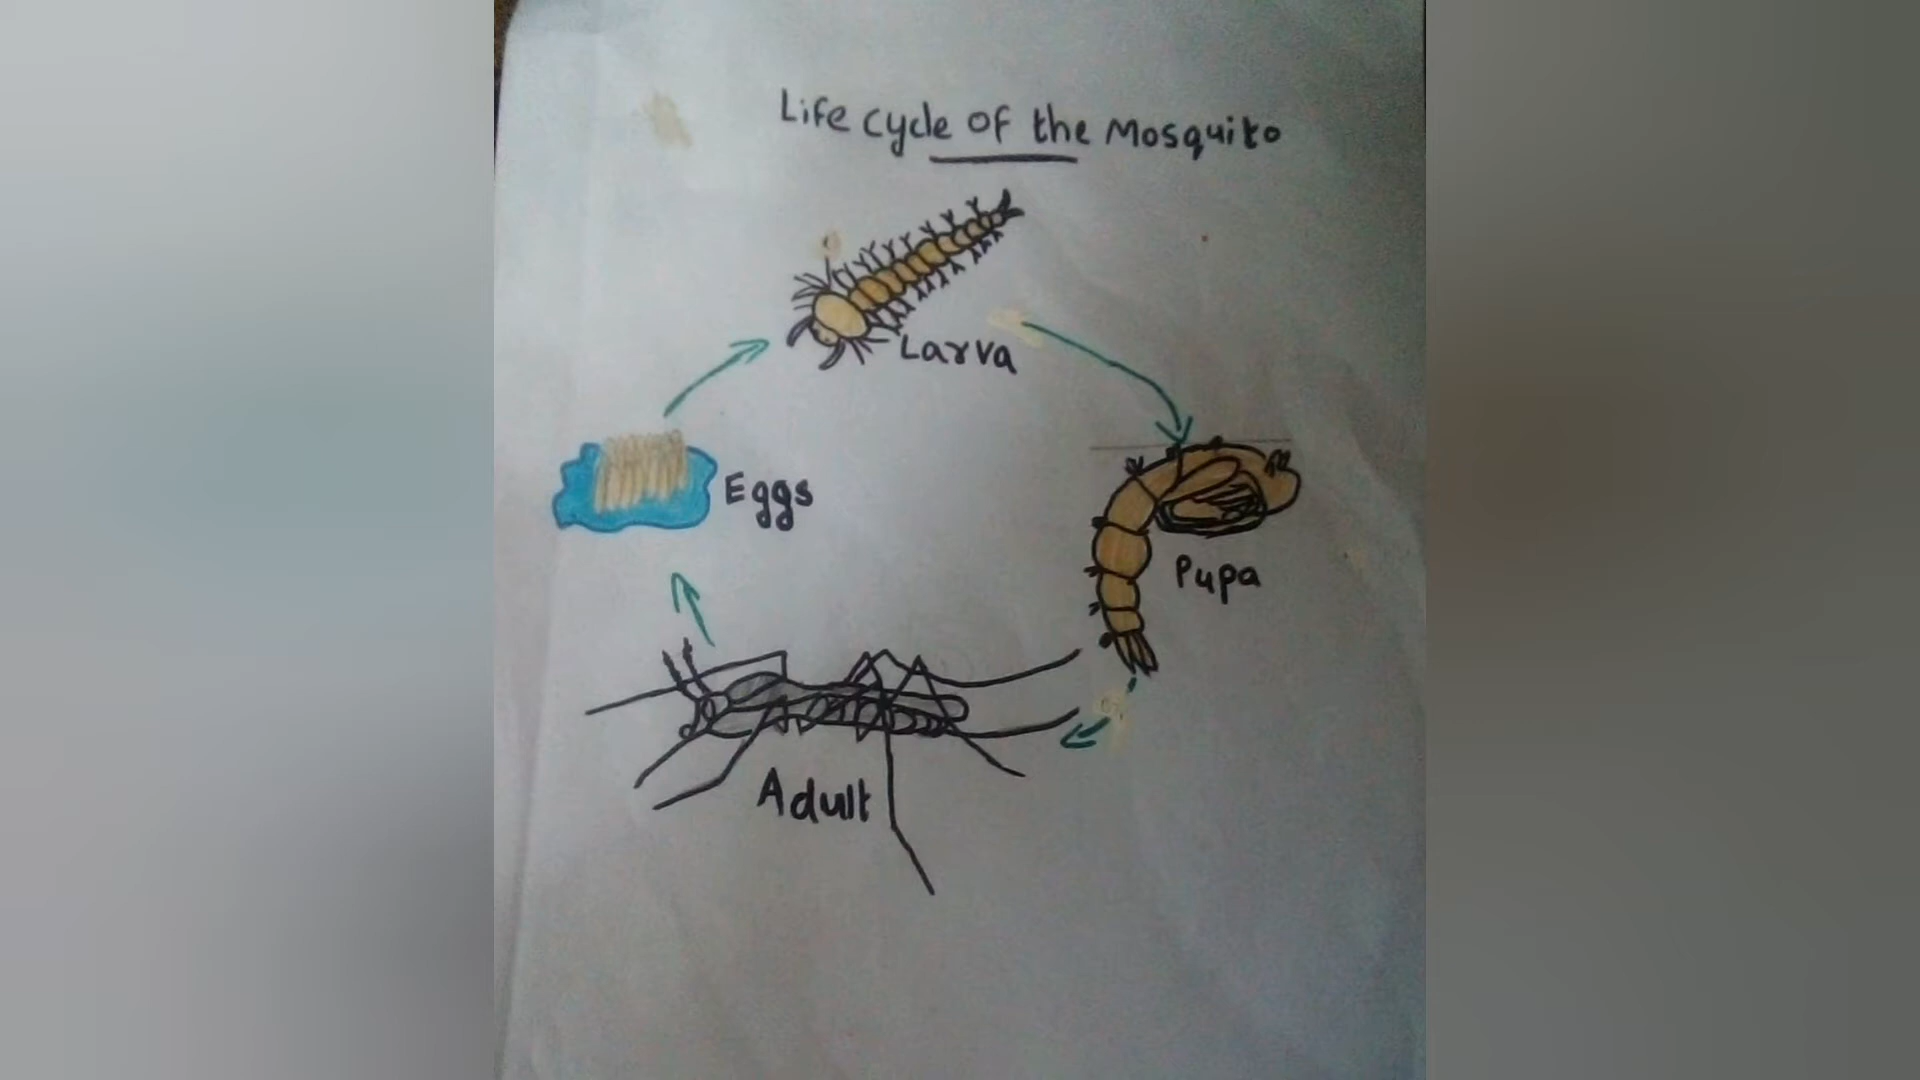 Life cycle of the Mosquito
Larva
Eggs
Pupa
Adult